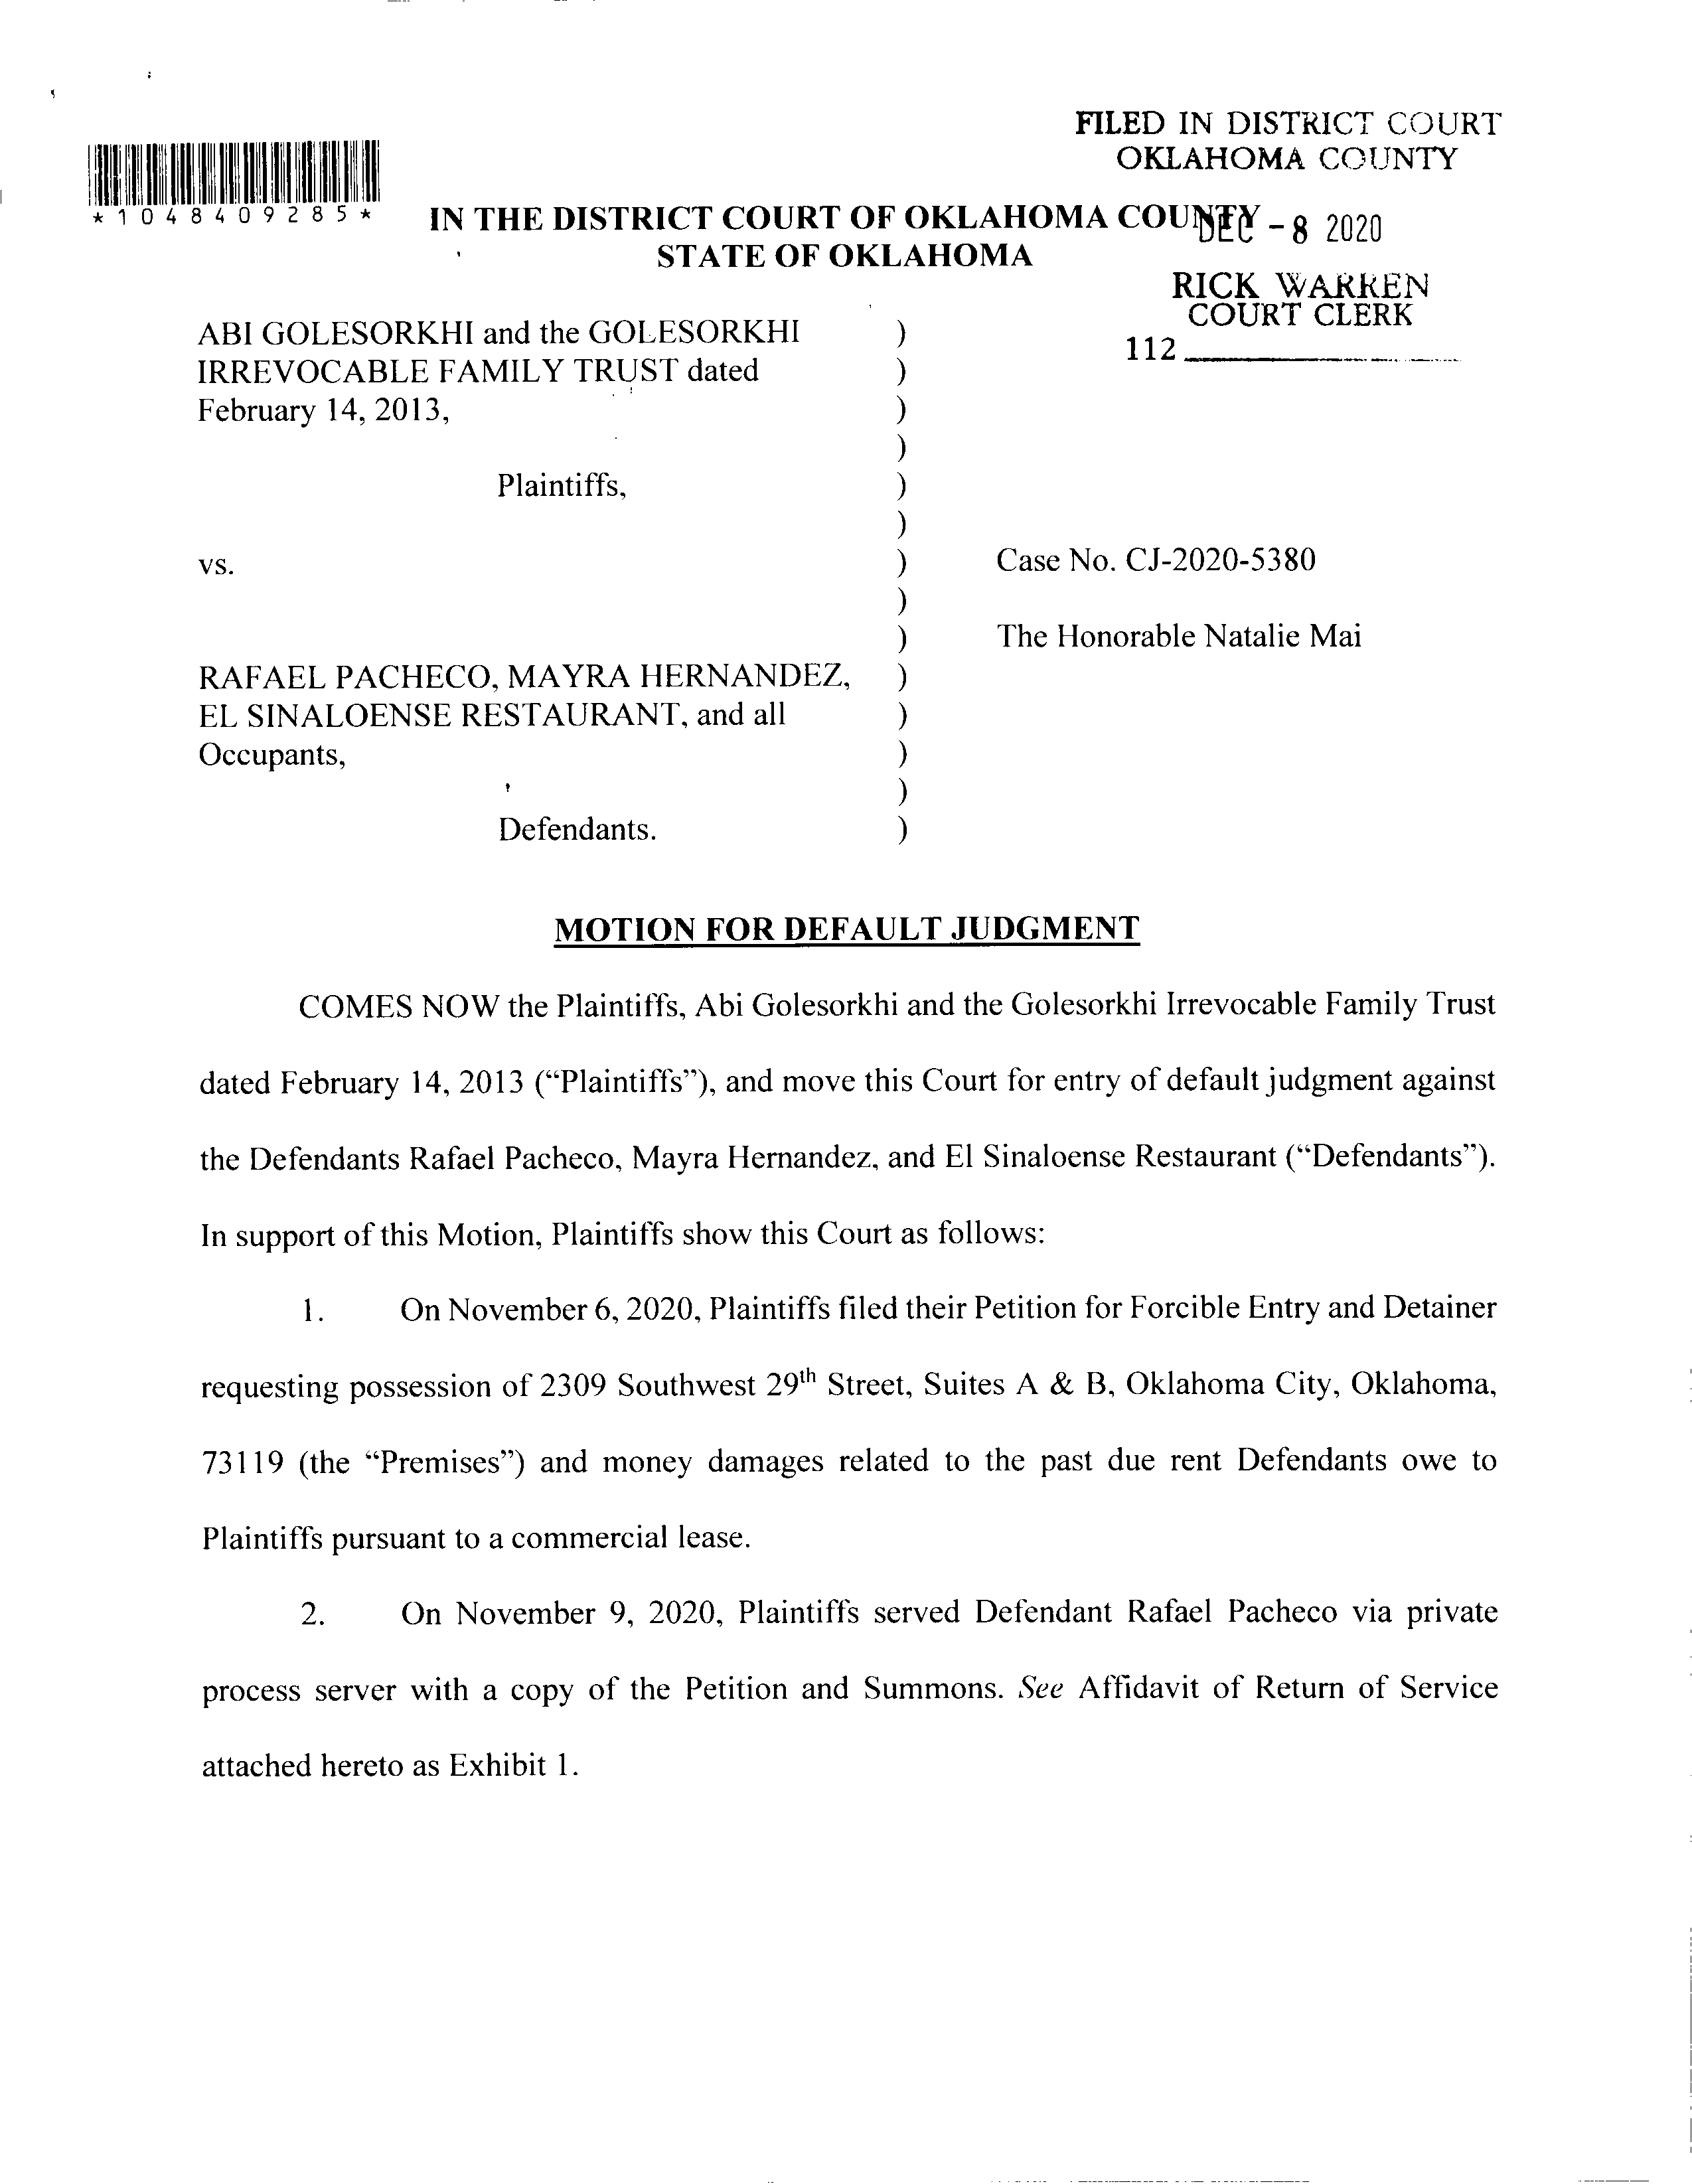 FILED IN DISTRICT COURT
OKLAHOMA COUNTY
*1048409285*
IN THE DISTRICT COURT OF OKLAHOMA COUNTY
DEC - 8 2020
STATE OF OKLAHOMA
RICK WARREN
COURT CLERK
112
ABI GOLESORKHI and the GOLESORKHI )
IRREVOCABLE FAMILY TRUST dated )
February 14, 2013, )
)
Plaintiffs, )
)
vs. ) Case No. CJ-2020-5380
)
) The Honorable Natalie Mai
RAFAEL PACHECO, MAYRA HERNANDEZ, )
EL SINALOENSE RESTAURANT, and all )
Occupants, )
)
Defendants. )
MOTION FOR DEFAULT JUDGMENT
COMES NOW the Plaintiffs, Abi Golesorkhi and the Golesorkhi Irrevocable Family Trust
dated February 14, 2013 (“Plaintiffs”), and move this Court for entry of default judgment against
the Defendants Rafael Pacheco, Mayra Hernandez, and El Sinaloense Restaurant (“Defendants”).
In support of this Motion, Plaintiffs show this Court as follows:
1. On November 6, 2020, Plaintiffs filed their Petition for Forcible Entry and Detainer
requesting possession of 2309 Southwest 29th Street, Suites A & B, Oklahoma City, Oklahoma,
73119 (the “Premises”) and money damages related to the past due rent Defendants owe to
Plaintiffs pursuant to a commercial lease.
2. On November 9, 2020, Plaintiffs served Defendant Rafael Pacheco via private
process server with a copy of the Petition and Summons. See Affidavit of Return of Service
attached hereto as Exhibit 1.